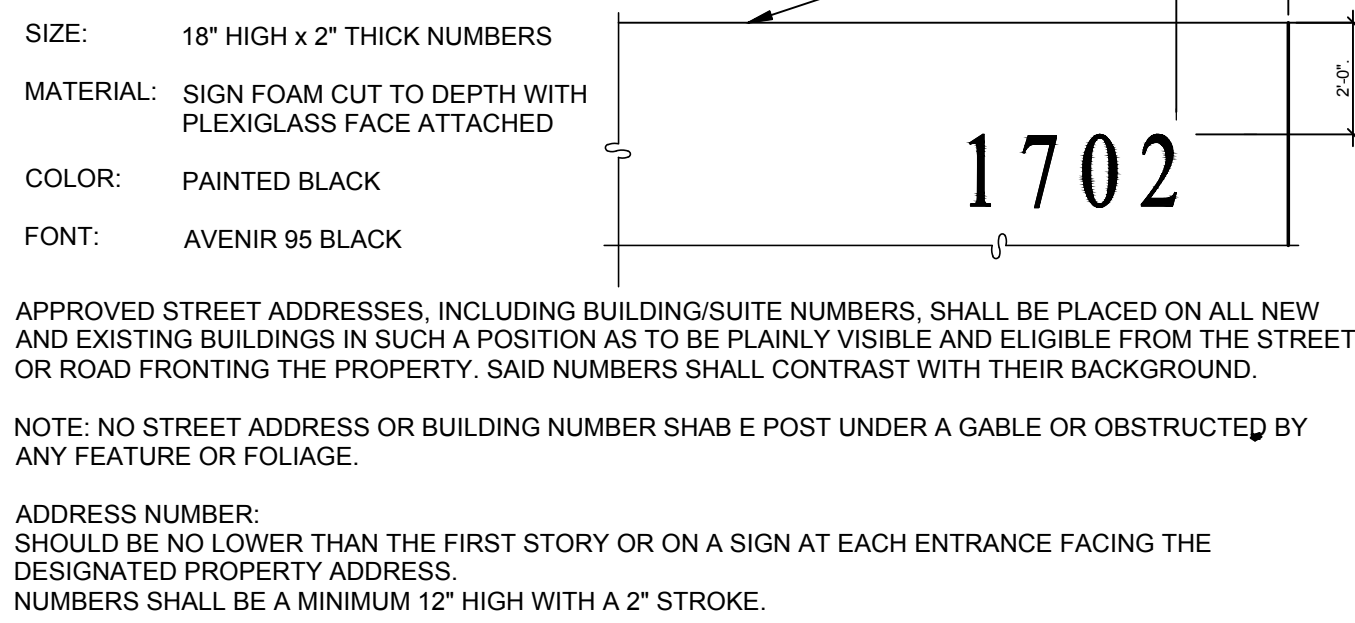 SIZE: 18" HIGH x 2" THICK NUMBERS
MATERIAL: SIGN FOAM CUT TO DEPTH WITH
PLEXIGLASS FACE ATTACHED
COLOR: PAINTED BLACK
FONT: AVENIR 95 BLACK
2'-0".
1702
APPROVED STREET ADDRESSES, INCLUDING BUILDING/SUITE NUMBERS, SHALL BE PLACED ON ALL NEW
AND EXISTING BUILDINGS IN SUCH A POSITION AS TO BE PLAINLY VISIBLE AND ELIGIBLE FROM THE STREET
OR ROAD FRONTING THE PROPERTY. SAID NUMBERS SHALL CONTRAST WITH THEIR BACKGROUND.
NOTE: NO STREET ADDRESS OR BUILDING NUMBER SHAB E POST UNDER A GABLE OR OBSTRUCTED BY
ANY FEATURE OR FOLIAGE.
ADDRESS NUMBER:
SHOULD BE NO LOWER THAN THE FIRST STORY OR ON A SIGN AT EACH ENTRANCE FACING THE
DESIGNATED PROPERTY ADDRESS.
NUMBERS SHALL BE A MINIMUM 12" HIGH WITH A 2" STROKE.